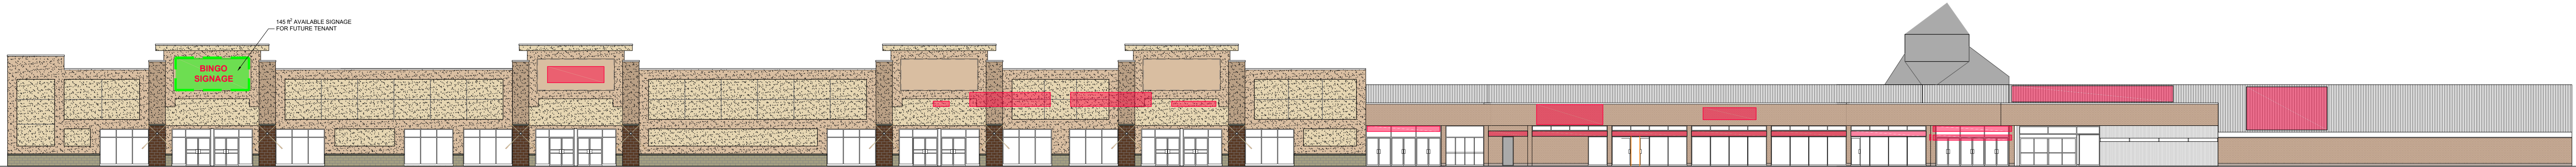 145 ft² AVAILABLE SIGNAGE
FOR FUTURE TENANT
BINGO
SIGNAGE